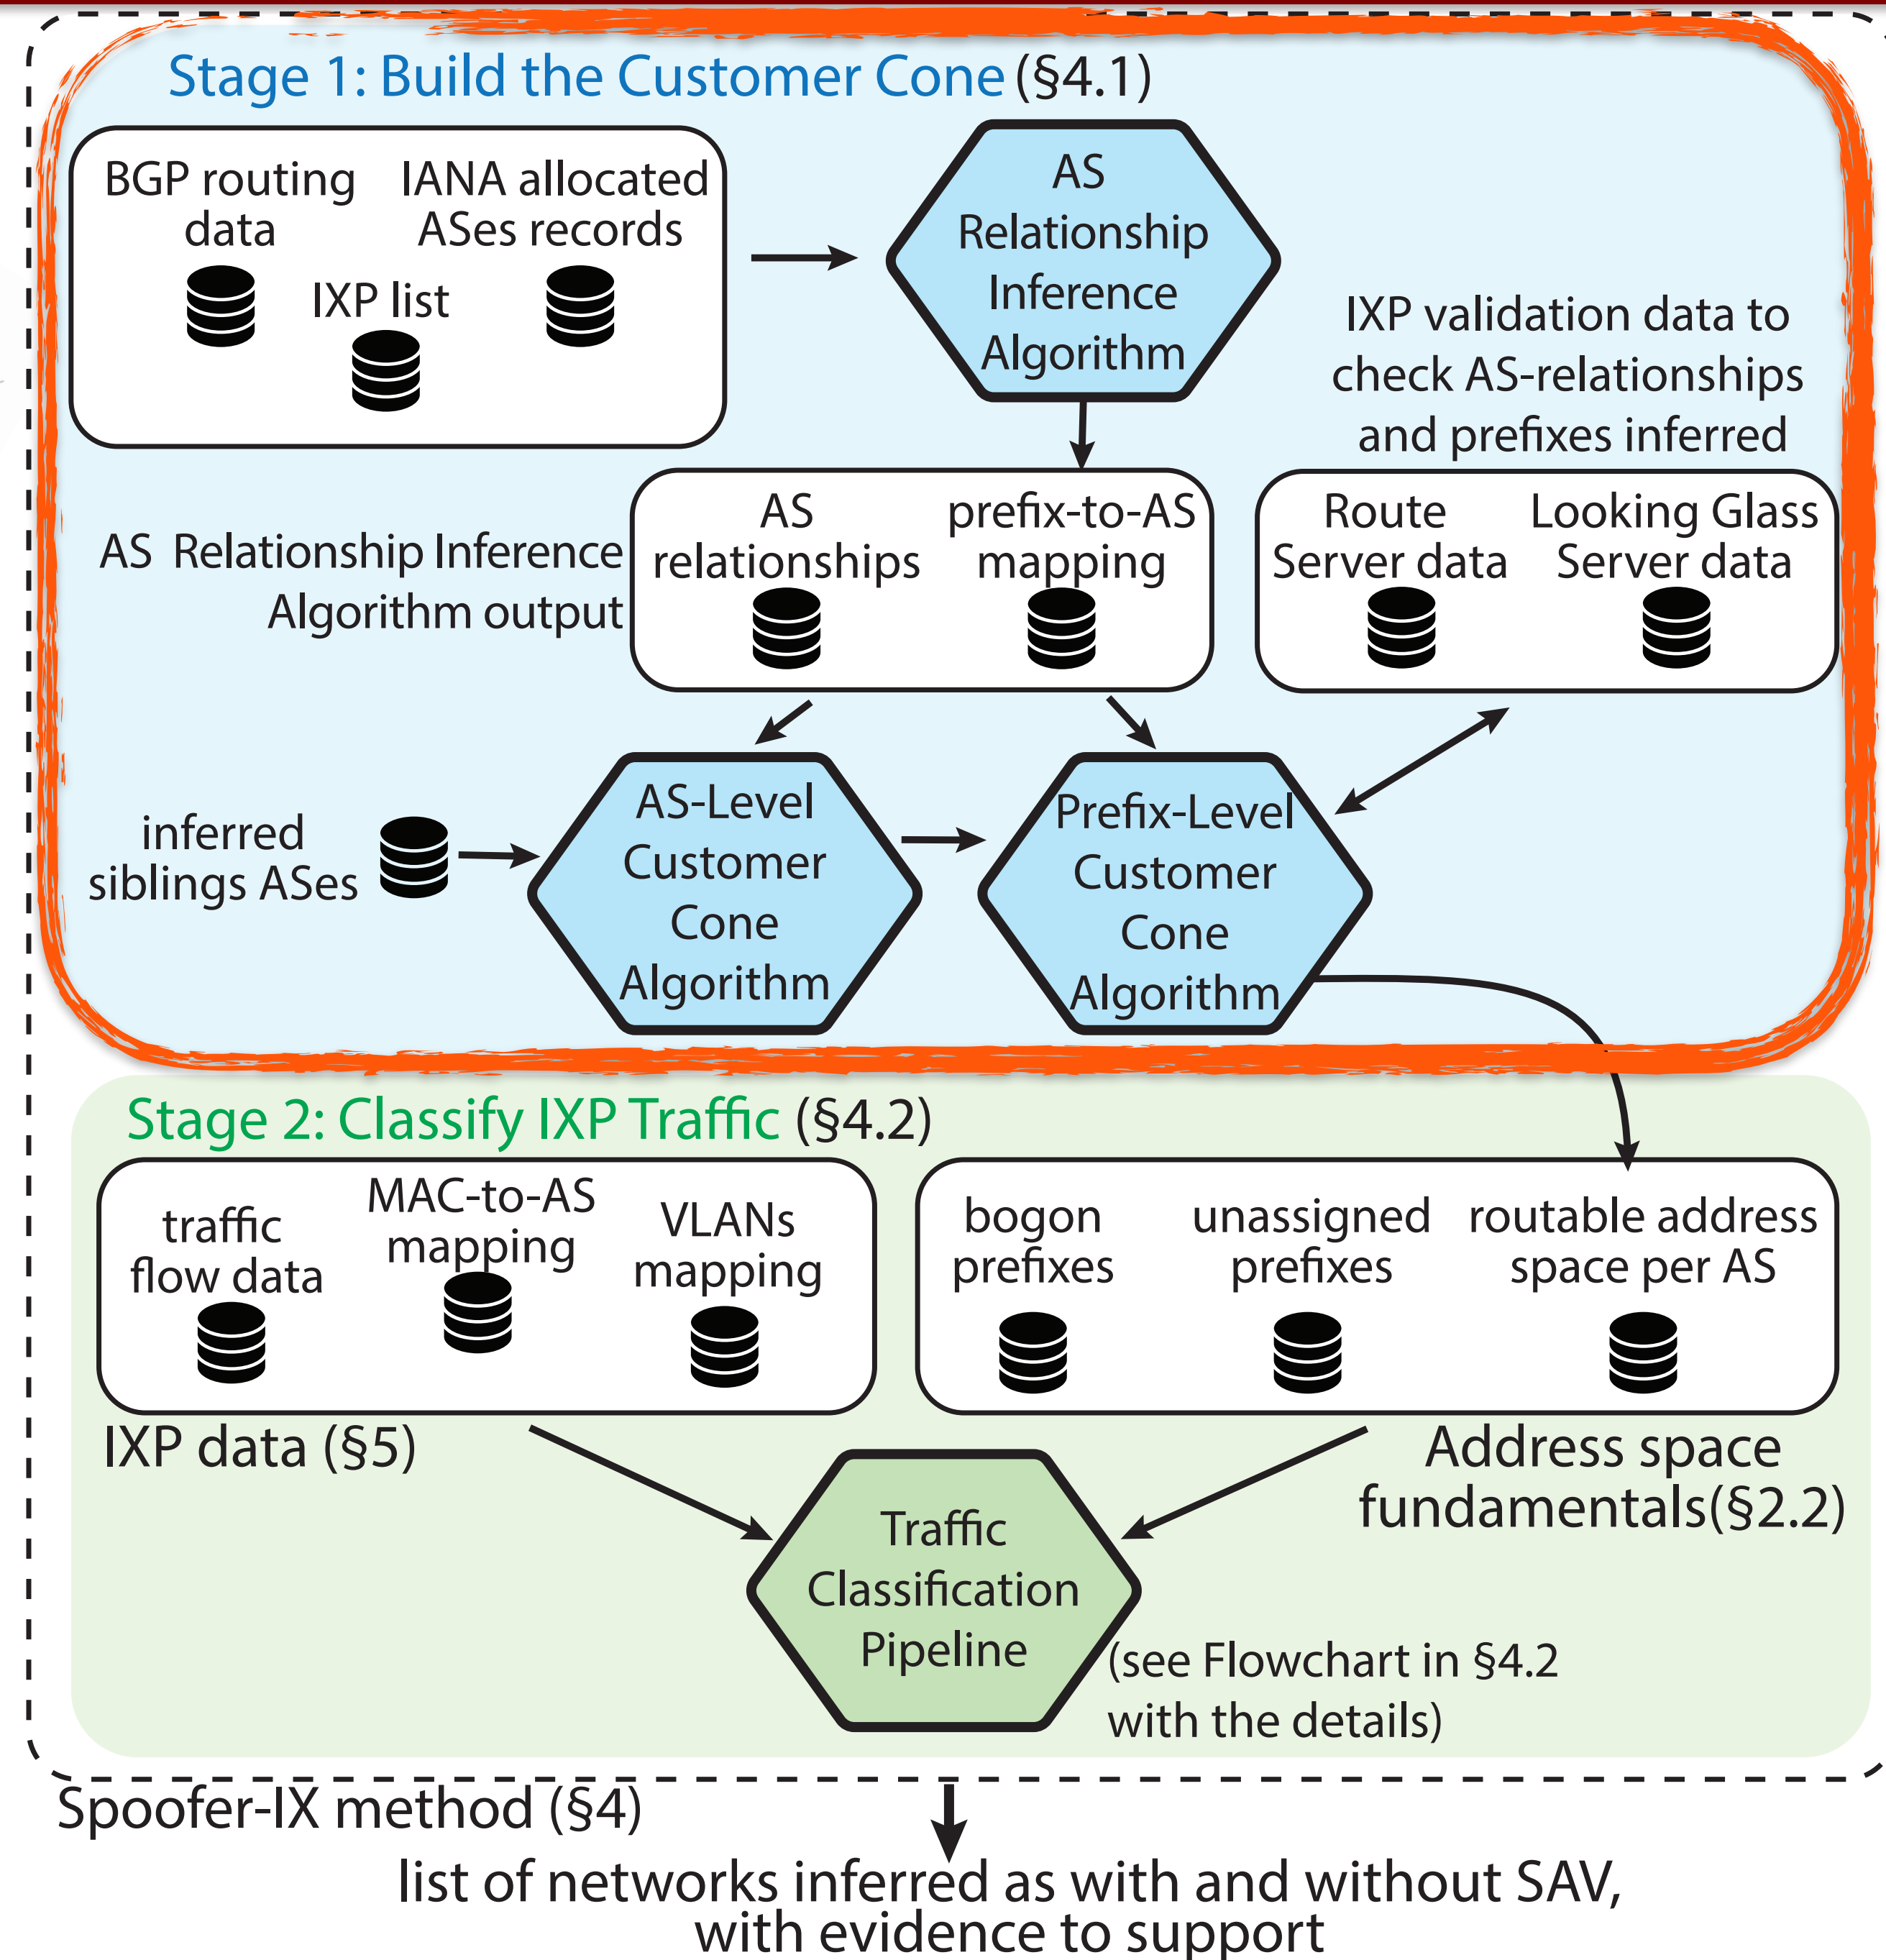 Stage 1: Build the Customer Cone (§4.1)
BGP routing
data
IANA allocated
ASes records
IXP list
AS
Relationship
Inference
Algorithm
IXP validation data to
check AS-relationships
and prefixes inferred
AS Relationship Inference
Algorithm output
AS
relationships
prefix-to-AS
mapping
Route
Server data
Looking Glass
Server data
inferred
siblings ASes
AS-Level
Customer
Cone
Algorithm
Prefix-Level
Customer
Cone
Algorithm
Stage 2: Classify IXP Traffic (§4.2)
traffic
flow data
MAC-to-AS
mapping
VLANs
mapping
bogon
prefixes
unassigned
prefixes
routable address
space per AS
IXP data (§5)
Address space
fundamentals(§2.2)
Traffic
Classification
Pipeline
(see Flowchart in §4.2
with the details)
Spoofer-IX method (§4)
list of networks inferred as with and without SAV,
with evidence to support